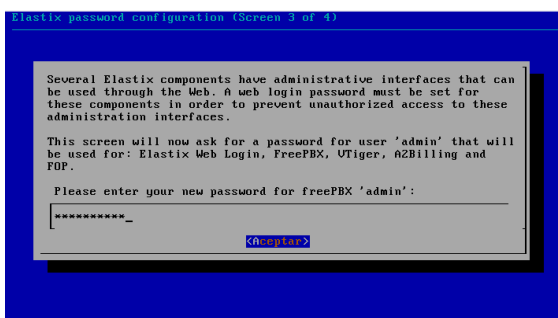 Elastix password configuration (Screen 3 of 4)
Several Elastix components have administrative interfaces that can
be used through the Web. A web login password must be set for
these components in order to prevent unauthorized access to these
administration interfaces.
This screen will now ask for a password for user 'admin' that will
be used for: Elastix Web Login, FreePBX, VTiger, A2Billing and
FOP.
Please enter your new password for freePBX 'admin':
**********_
<Aceptar>